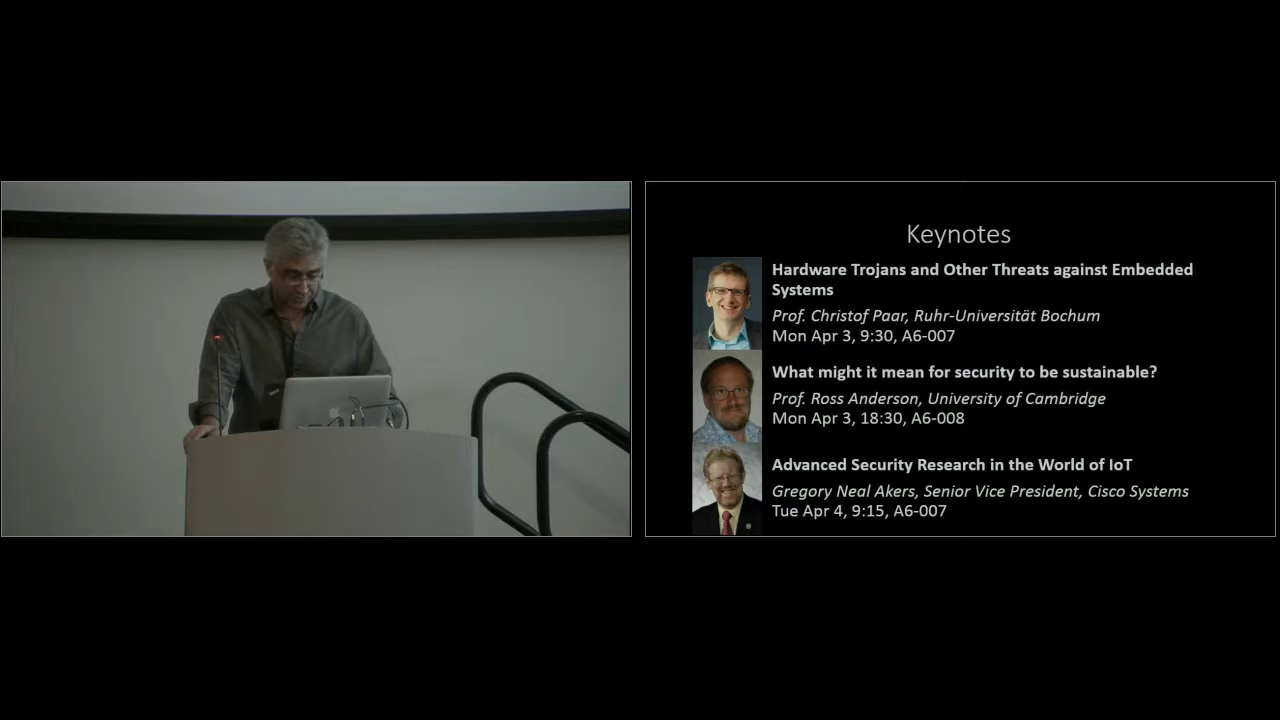 Keynotes
Hardware Trojans and Other Threats against Embedded
Systems
Prof. Christof Paar, Ruhr-Universität Bochum
Mon Apr 3, 9:30, A6-007
What might it mean for security to be sustainable?
Prof. Ross Anderson, University of Cambridge
Mon Apr 3, 18:30, A6-008
Advanced Security Research in the World of IoT
Gregory Neal Akers, Senior Vice President, Cisco Systems
Tue Apr 4, 9:15, A6-007